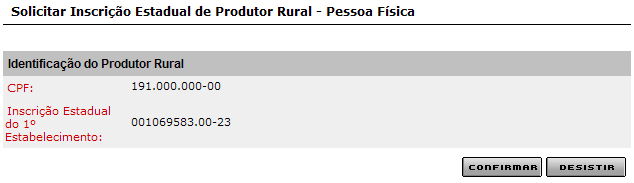 Solicitar Inscrição Estadual de Produtor Rural - Pessoa Física
Identificação do Produtor Rural
CPF: 191.000.000-00
Inscrição Estadual
do 1º 001069583.00-23
Estabelecimento:
CONFIRMAR DESISTIR